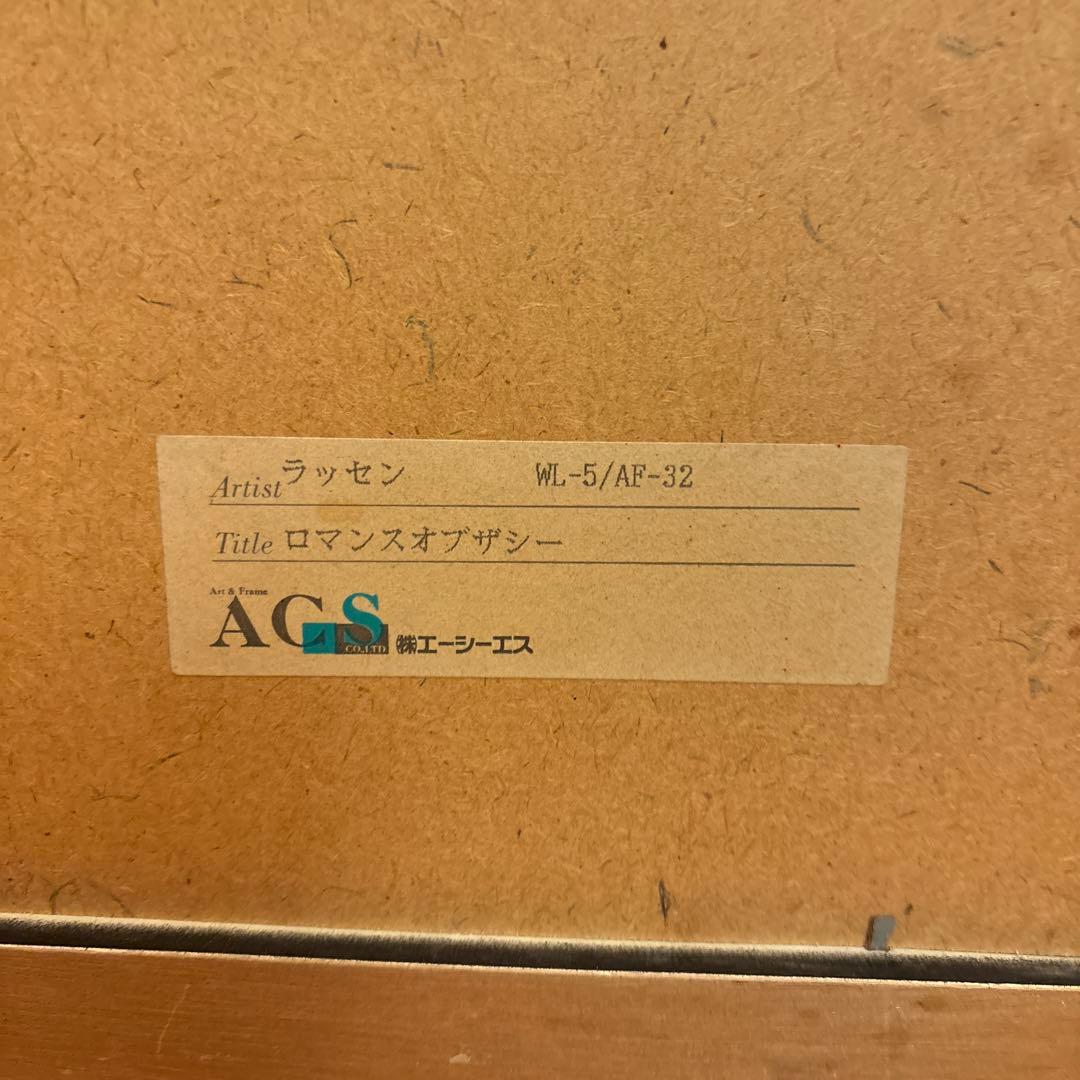 Artist ラッセン WL-5/AF-32
Title ロマンスオブザシー
Art & Frame
ACS
CO.,LTD ㈱エーシーエス